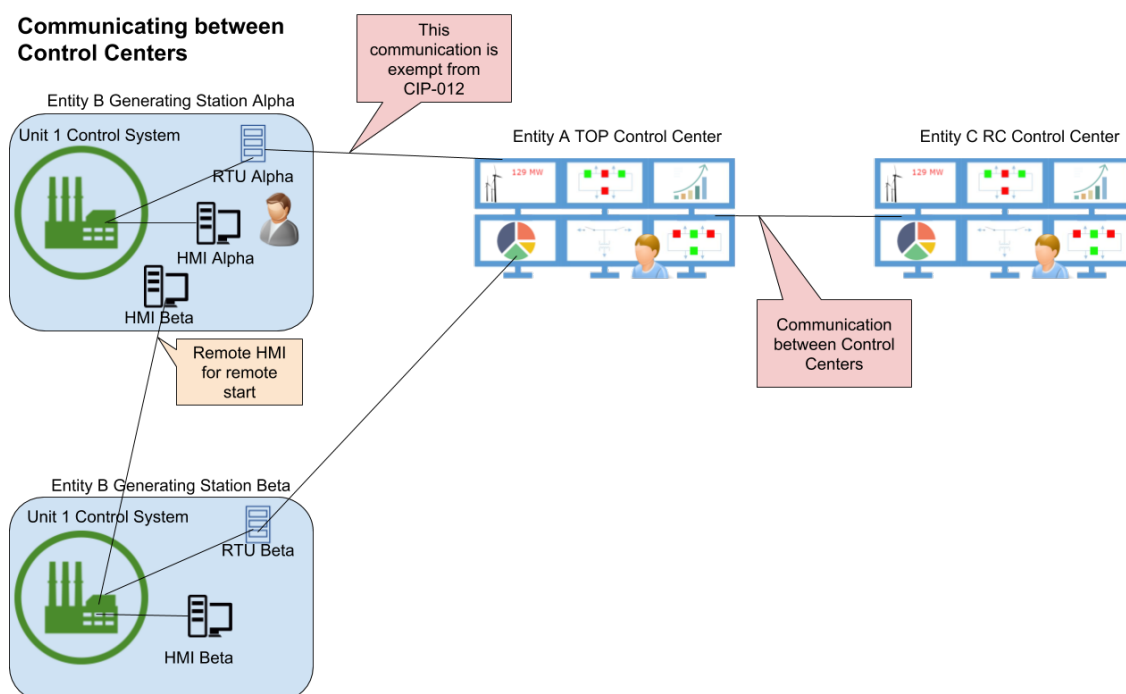 Communicating between
Control Centers
This
communication is
exempt from
CIP-012
Entity B Generating Station Alpha
Unit 1 Control System
RTU Alpha
HMI Alpha
HMI Beta
Remote HMI
for remote
start
Entity A TOP Control Center
129 MW
Entity C RC Control Center
129 MW
Communication
between Control
Centers
Entity B Generating Station Beta
Unit 1 Control System
RTU Beta
HMI Beta